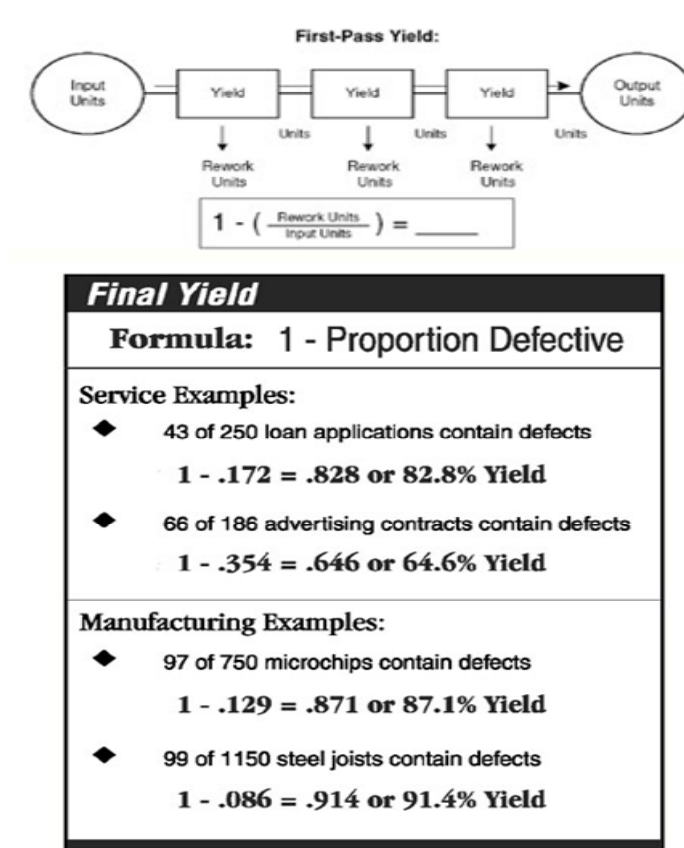 First-Pass Yield:
Input
Units
Yield
Yield
Yield
Output
Units
Units
Units
Units
Rework
Units
Rework
Units
Rework
Units
1 - ( Rework Units / Input Units ) = _____
Final Yield
Formula: 1 - Proportion Defective
Service Examples:
◆ 43 of 250 loan applications contain defects
1 - .172 = .828 or 82.8% Yield
◆ 66 of 186 advertising contracts contain defects
1 - .354 = .646 or 64.6% Yield
Manufacturing Examples:
◆ 97 of 750 microchips contain defects
1 - .129 = .871 or 87.1% Yield
◆ 99 of 1150 steel joists contain defects
1 - .086 = .914 or 91.4% Yield